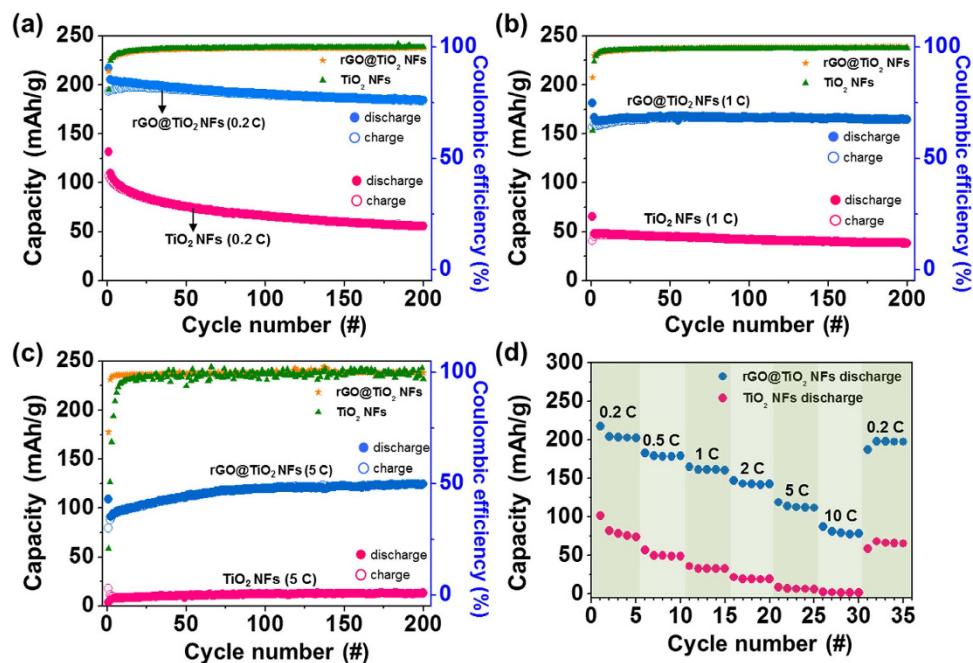 (a)
250
200
150
100
50
0
Capacity (mAh/g)
0 50 100 150 200
Cycle number (#)
100
50
0
Coulombic efficiency (%)
rGO@TiO₂ NFs
TiO₂ NFs
rGO@TiO₂ NFs (0.2 C)
discharge
charge
discharge
charge
TiO₂ NFs (0.2 C)
(b)
250
200
150
100
50
0
Capacity (mAh/g)
0 50 100 150 200
Cycle number (#)
100
50
0
Coulombic efficiency (%)
rGO@TiO₂ NFs
TiO₂ NFs
rGO@TiO₂ NFs (1 C)
discharge
charge
discharge
charge
TiO₂ NFs (1 C)
(c)
250
200
150
100
50
0
Capacity (mAh/g)
0 50 100 150 200
Cycle number (#)
100
50
0
Coulombic efficiency (%)
rGO@TiO₂ NFs
TiO₂ NFs
discharge
charge
rGO@TiO₂ NFs (5 C)
discharge
charge
TiO₂ NFs (5 C)
(d)
300
250
200
150
100
50
0
Capacity (mAh/g)
0 5 10 15 20 25 30 35
Cycle number (#)
rGO@TiO₂ NFs discharge
TiO₂ NFs discharge
0.2 C
0.5 C
1 C
2 C
5 C
10 C
0.2 C